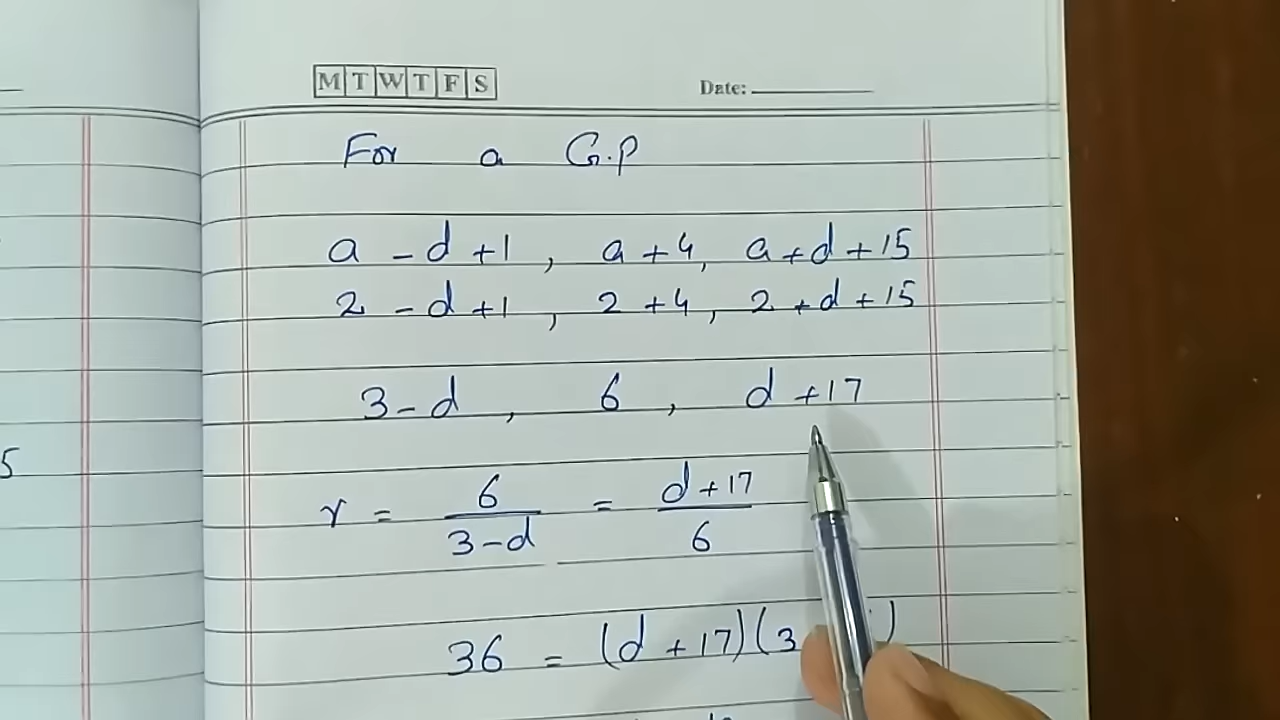 M T W T F S Date:
For a G.P
a - d + 1 , a + 4, a + d + 15
2 - d + 1 , 2 + 4 , 2 + d + 15
3 - d , 6 , d + 17
5
r = 6/(3-d) = (d+17)/6
36 = (d + 17)(3 )